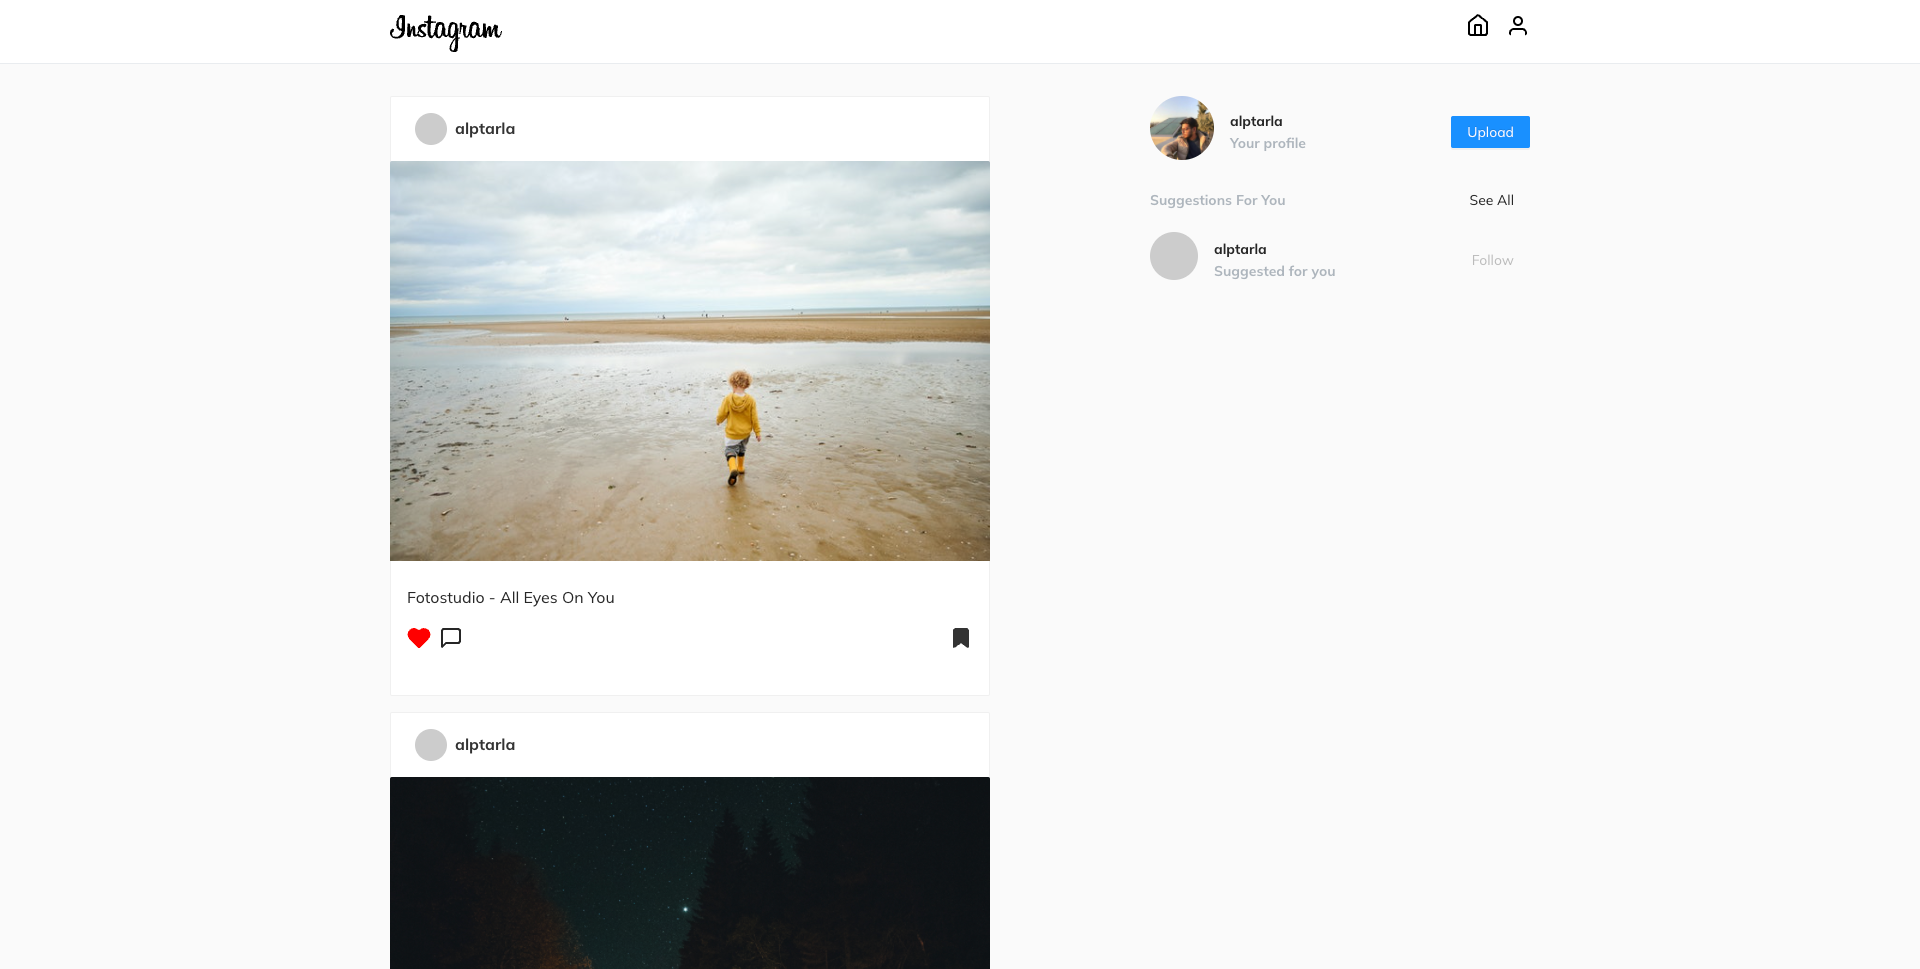 Instagram
alptarla
Fotostudio - All Eyes On You
alptarla
alptarla
Your profile
Upload
Suggestions For You
See All
alptarla
Suggested for you
Follow